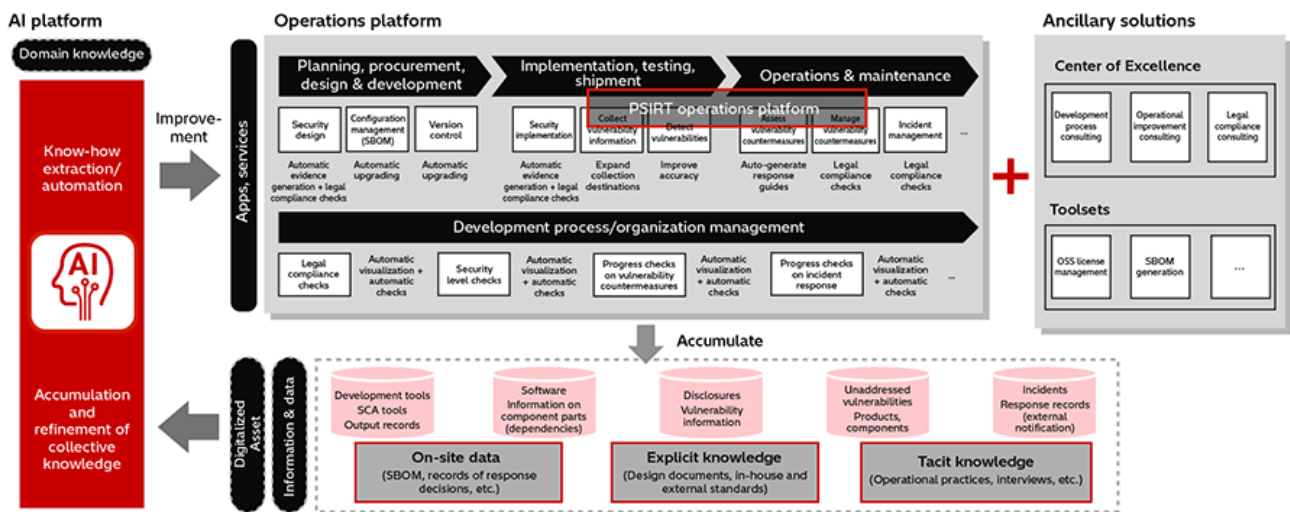 AI platform
Domain knowledge
Know-how
extraction/
automation
AI
Accumulation
and
refinement of
collective
knowledge
Improve-
ment
Operations platform
Apps, services
Planning, procurement,
design & development
Implementation, testing,
shipment
Operations & maintenance
PSIRT operations platform
Security
design
Configuration
management
(SBOM)
Version
control
Security
implementation
Collect
vulnerability
information
Detect
vulnerabilities
Assess
vulnerability
countermeasures
Manage
vulnerability
countermeasures
Incident
management
...
Automatic
evidence
generation + legal
compliance checks
Automatic
upgrading
Automatic
upgrading
Automatic
evidence
generation + legal
compliance checks
Expand
collection
destinations
Improve
accuracy
Auto-generate
response
guides
Legal
compliance
checks
Legal
compliance
checks
Development process/organization management
Legal
compliance
checks
Automatic
visualization +
automatic
checks
Security
level checks
Automatic
visualization
+ automatic
checks
Progress checks
on vulnerability
countermeasures
Automatic
visualization
+ automatic
checks
Progress checks
on incident
response
Automatic
visualization
+ automatic
checks
...
+
Ancillary solutions
Center of Excellence
Development
process
consulting
Operational
improvement
consulting
Legal
compliance
consulting
Toolsets
OSS license
management
SBOM
generation
...
Accumulate
Digitalized
Asset
Information & data
Development tools
SCA tools
Output records
Software
Information on
component parts
(dependencies)
Disclosures
Vulnerability
information
Unaddressed
vulnerabilities
Products,
components
Incidents
Response records
(external
notification)
On-site data
(SBOM, records of response
decisions, etc.)
Explicit knowledge
(Design documents, in-house and
external standards)
Tacit knowledge
(Operational practices, interviews, etc.)